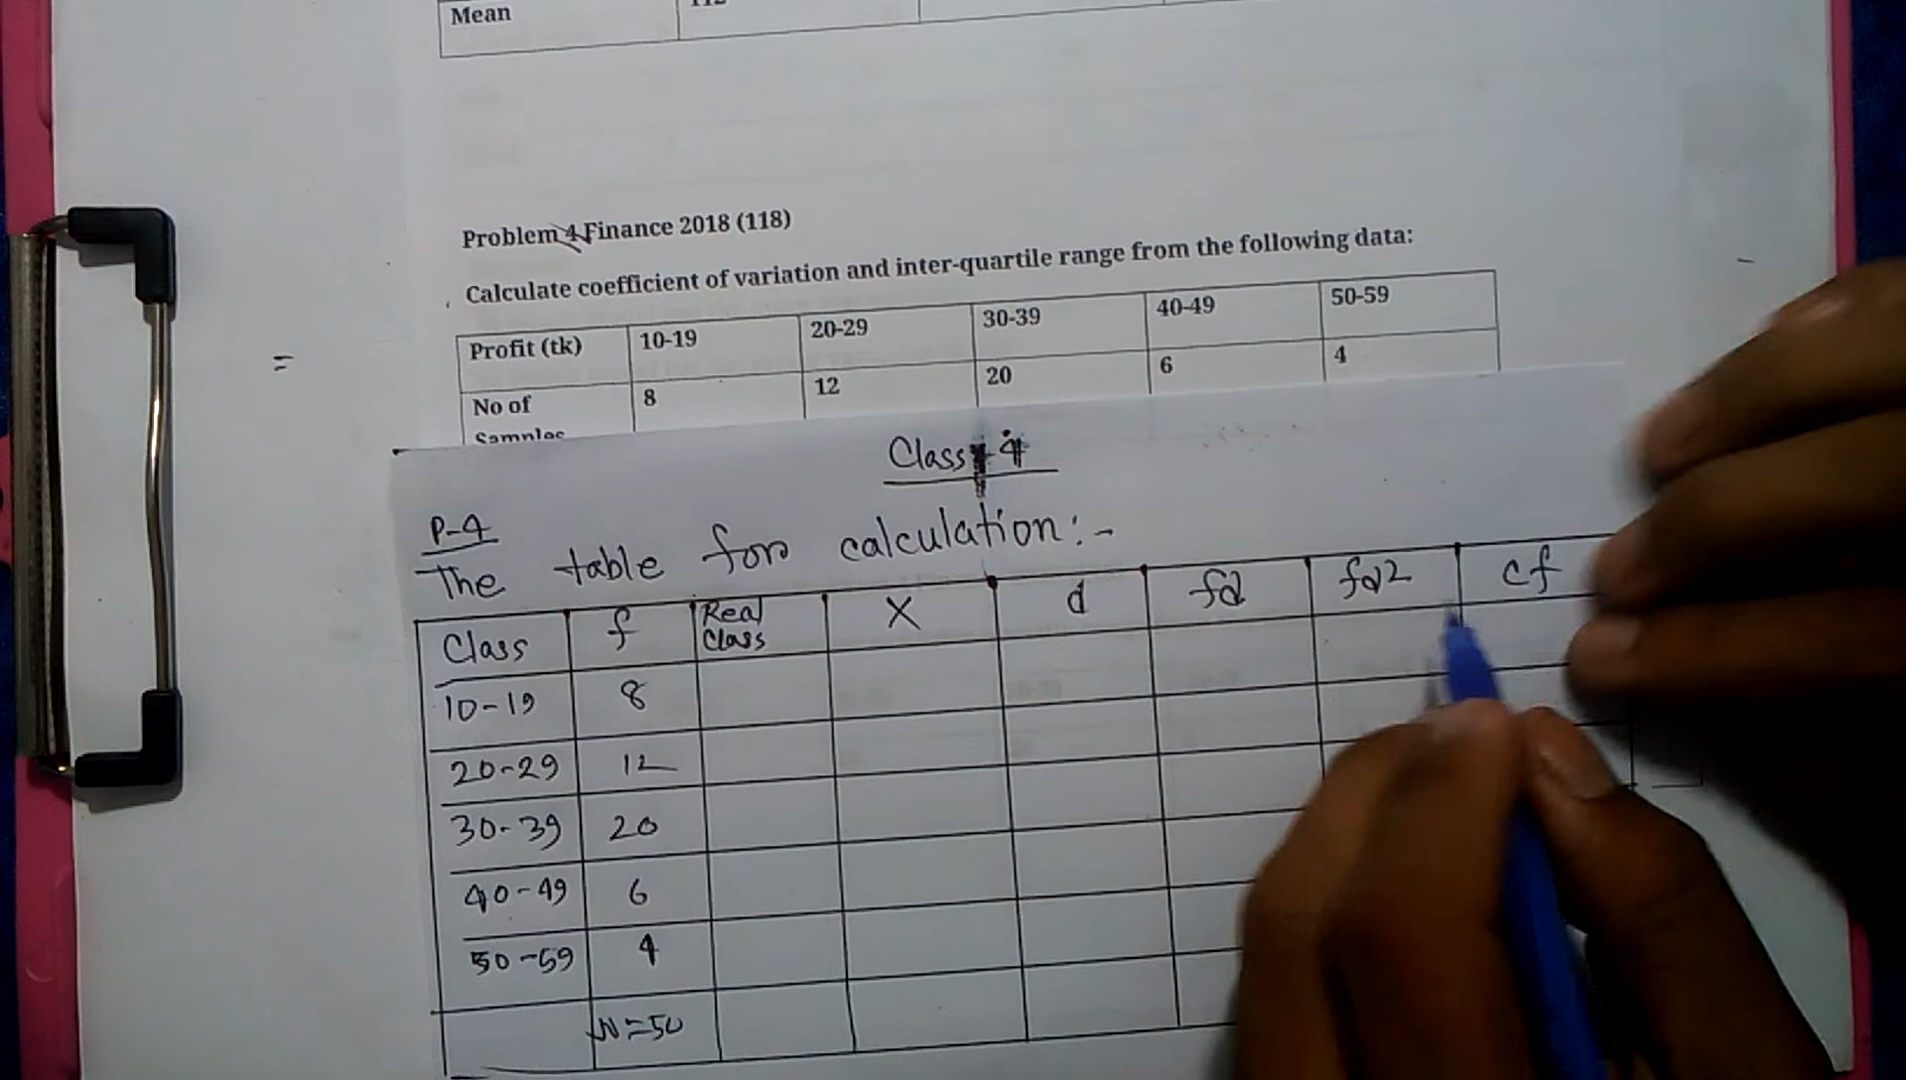 Mean
Problem 4 Finance 2018 (118)
Calculate coefficient of variation and inter-quartile range from the following data:
Profit (tk) 10-19 20-29 30-39 40-49 50-59
No of 8 12 20 6 4
Samples
=
Class-4
P-4
The table for calculation:-
Class f Real Class X d fd fd2 cf
10-19 8
20-29 12
30-39 20
40-49 6
50-59 4
N=50